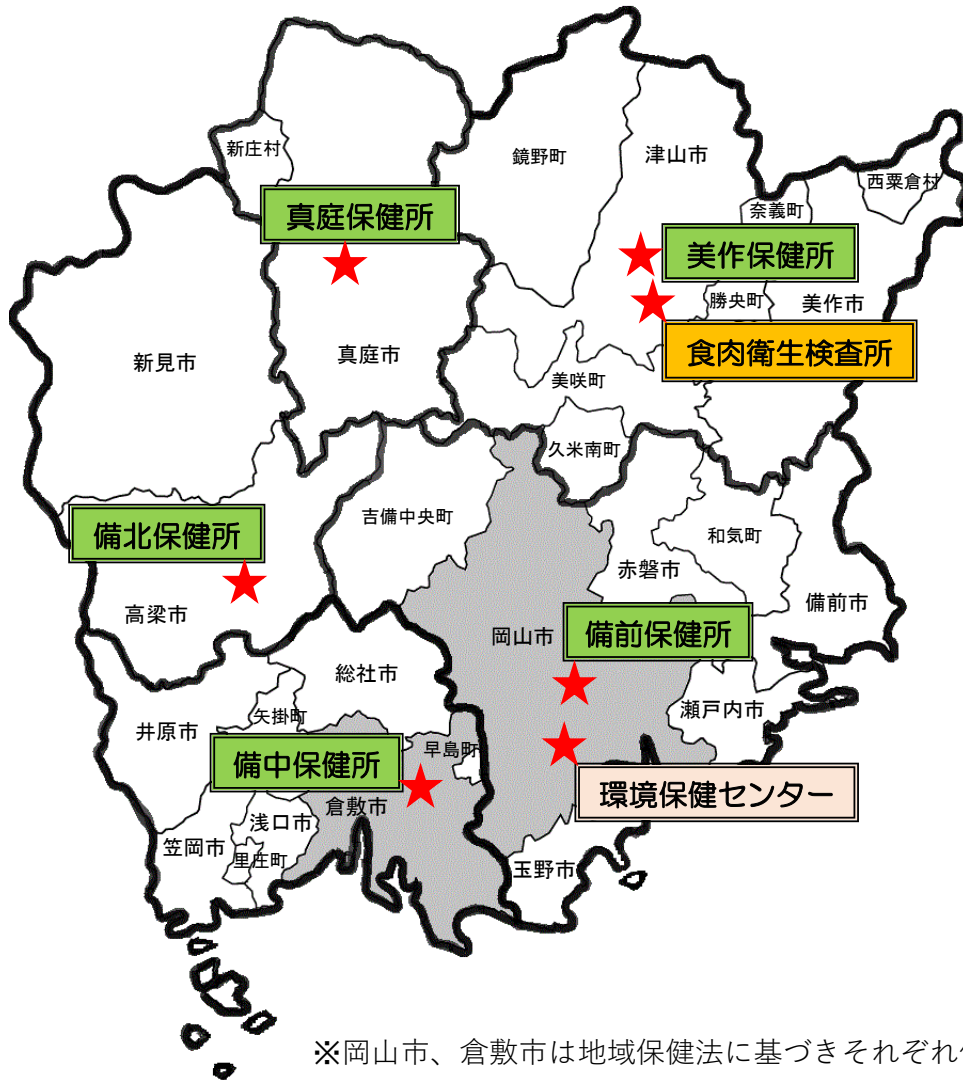 新庄村
鏡野町
津山市
西粟倉村
奈義町
真庭保健所
美作保健所
勝央町
美作市
食肉衛生検査所
新見市
真庭市
美咲町
久米南町
吉備中央町
和気町
備北保健所
赤磐市
高梁市
備前市
岡山市
備前保健所
総社市
瀬戸内市
矢掛町
井原市
備中保健所
早島町
環境保健センター
倉敷市
浅口市
笠岡市
里庄町
玉野市
※岡山市、倉敷市は地域保健法に基づきそれぞれ